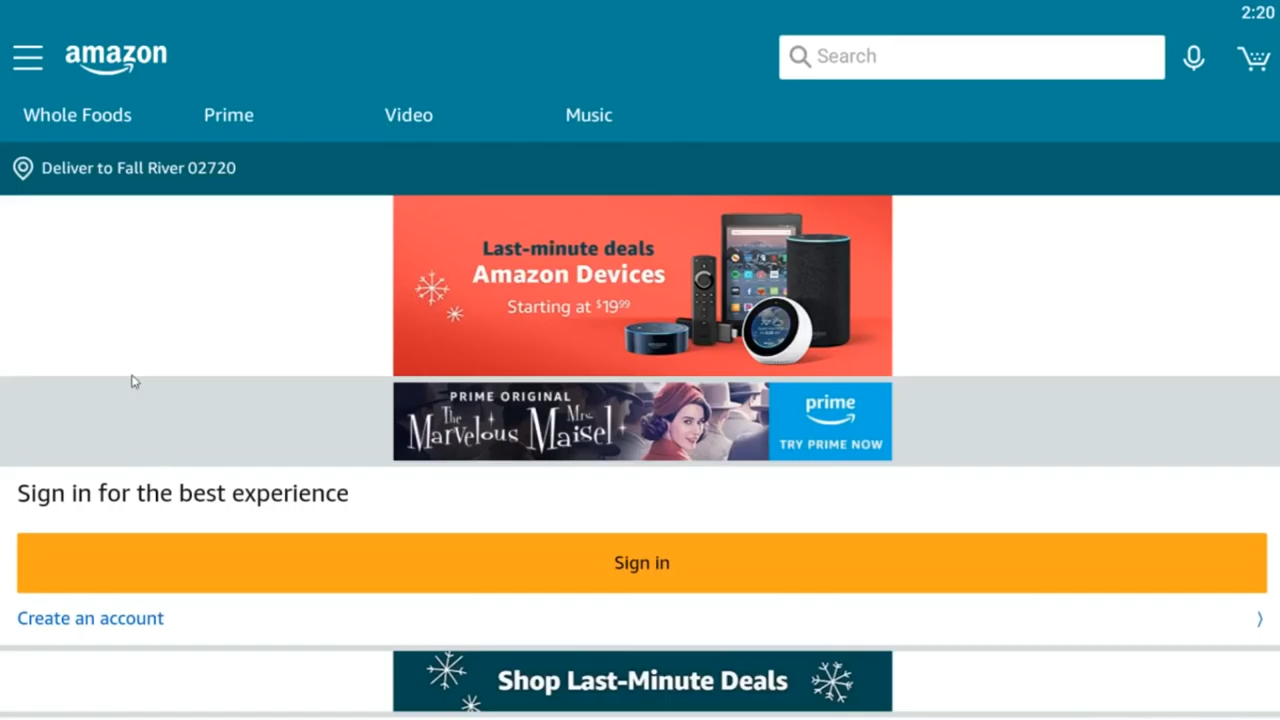 2:20
amazon
Search
Whole Foods
Prime
Video
Music
Deliver to Fall River 02720
Last-minute deals
Amazon Devices
Starting at $19⁹⁹
PRIME ORIGINAL
The Marvelous Mrs. Maisel
prime
TRY PRIME NOW
Sign in for the best experience
Sign in
Create an account
Shop Last-Minute Deals